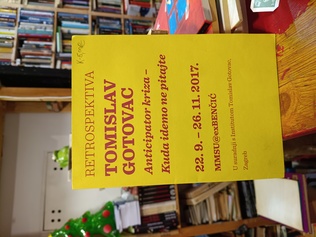 RETROSPEKTIVA
TOMISLAV
GOTOVAC
Anticipator kriza –
Kuda idemo ne pitajte
22. 9. – 26. 11. 2017.
MMSU@exBENČIĆ
U suradnji s Institutom Tomislav Gotovac,
Zagreb